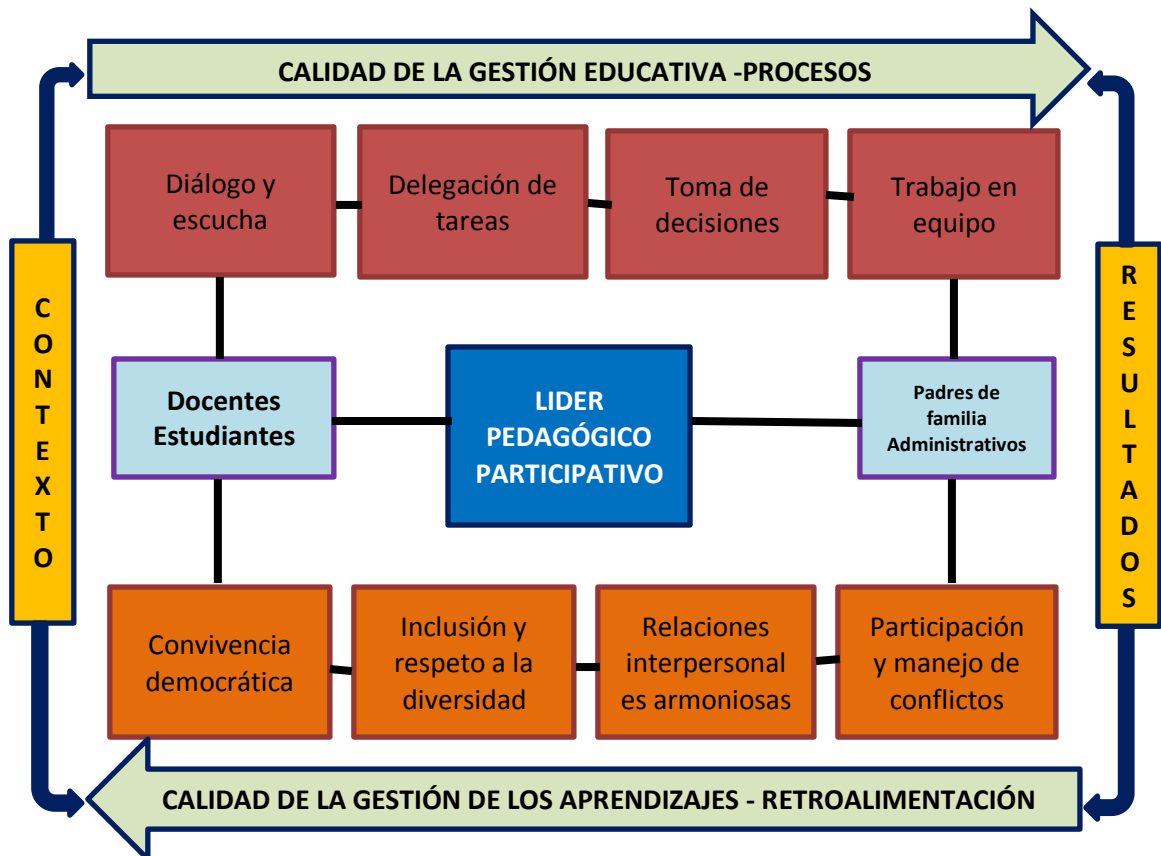 CALIDAD DE LA GESTIÓN EDUCATIVA -PROCESOS
Diálogo y
escucha
Delegación de
tareas
Toma de
decisiones
Trabajo en
equipo
CONTEXTO
Docentes
Estudiantes
LIDER
PEDAGÓGICO
PARTICIPATIVO
Padres de
familia
Administrativos
RESULTADOS
Convivencia
democrática
Inclusión y
respeto a la
diversidad
Relaciones
interpersonal
es armoniosas
Participación
y manejo de
conflictos
CALIDAD DE LA GESTIÓN DE LOS APRENDIZAJES - RETROALIMENTACIÓN